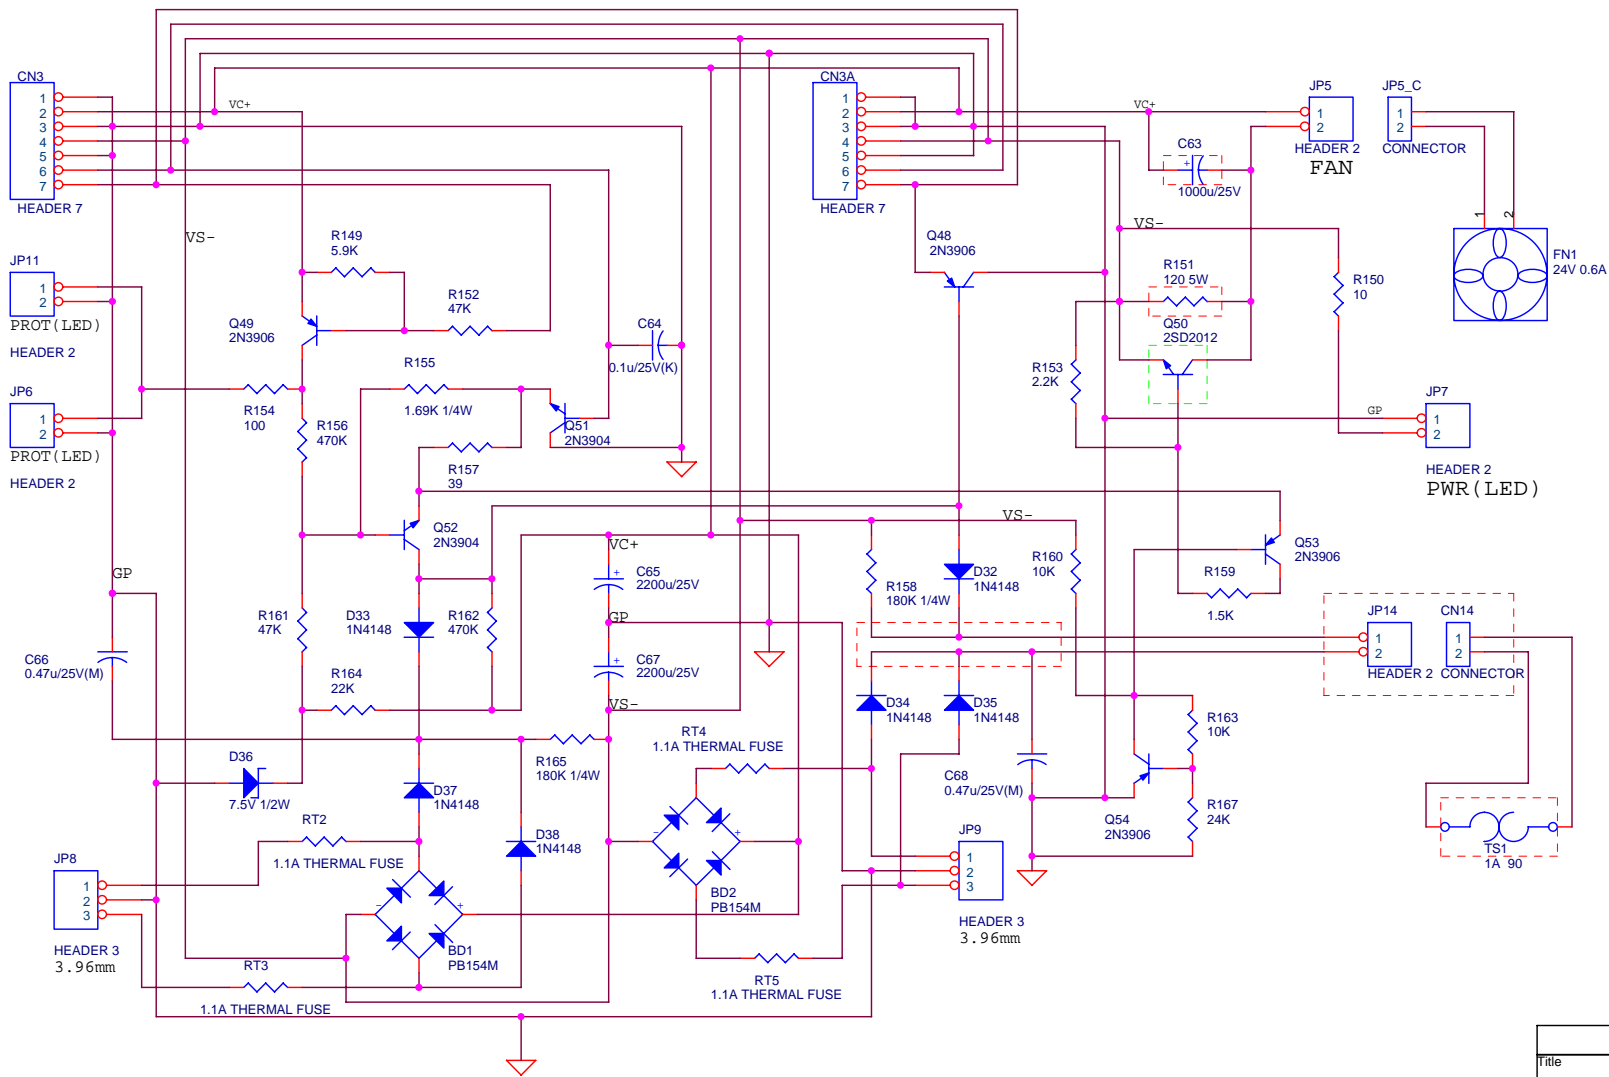 CN3
1
2
3
4
5
6
7
HEADER 7
VC+
VS-
CN3A
1
2
3
4
5
6
7
HEADER 7
VC+
C63
+
1000u/25V
VS-
JP5
1
2
HEADER 2
FAN
JP5_C
1
2
CONNECTOR
1
2
FN1
24V 0.6A
JP11
1
2
PROT(LED)
HEADER 2
JP6
1
2
PROT(LED)
HEADER 2
R149
5.9K
R152
47K
Q49
2N3906
R155
1.69K 1/4W
R154
100
R156
470K
R157
39
C64
0.1u/25V(K)
Q51
2N3904
Q52
2N3904
Q48
2N3906
R151
120 5W
Q50
2SD2012
R153
2.2K
R150
10
GP
JP7
1
2
HEADER 2
PWR(LED)
GP
C66
0.47u/25V(M)
R161
47K
D33
1N4148
R162
470K
R164
22K
VC+
+
C65
2200u/25V
GP
+
C67
2200u/25V
VS-
VS-
R158
180K 1/4W
D32
1N4148
R160
10K
Q53
2N3906
R159
1.5K
JP14
1
2
HEADER 2
CN14
1
2
CONNECTOR
D34
1N4148
D35
1N4148
R163
10K
C68
0.47u/25V(M)
Q54
2N3906
R167
24K
TS1
1A 90
D36
7.5V 1/2W
D37
1N4148
R165
180K 1/4W
D38
1N4148
RT4
1.1A THERMAL FUSE
RT2
1.1A THERMAL FUSE
-
+
BD2
PB154M
JP8
1
2
3
HEADER 3
3.96mm
-
+
BD1
PB154M
RT3
1.1A THERMAL FUSE
RT5
1.1A THERMAL FUSE
JP9
1
2
3
HEADER 3
3.96mm
Title